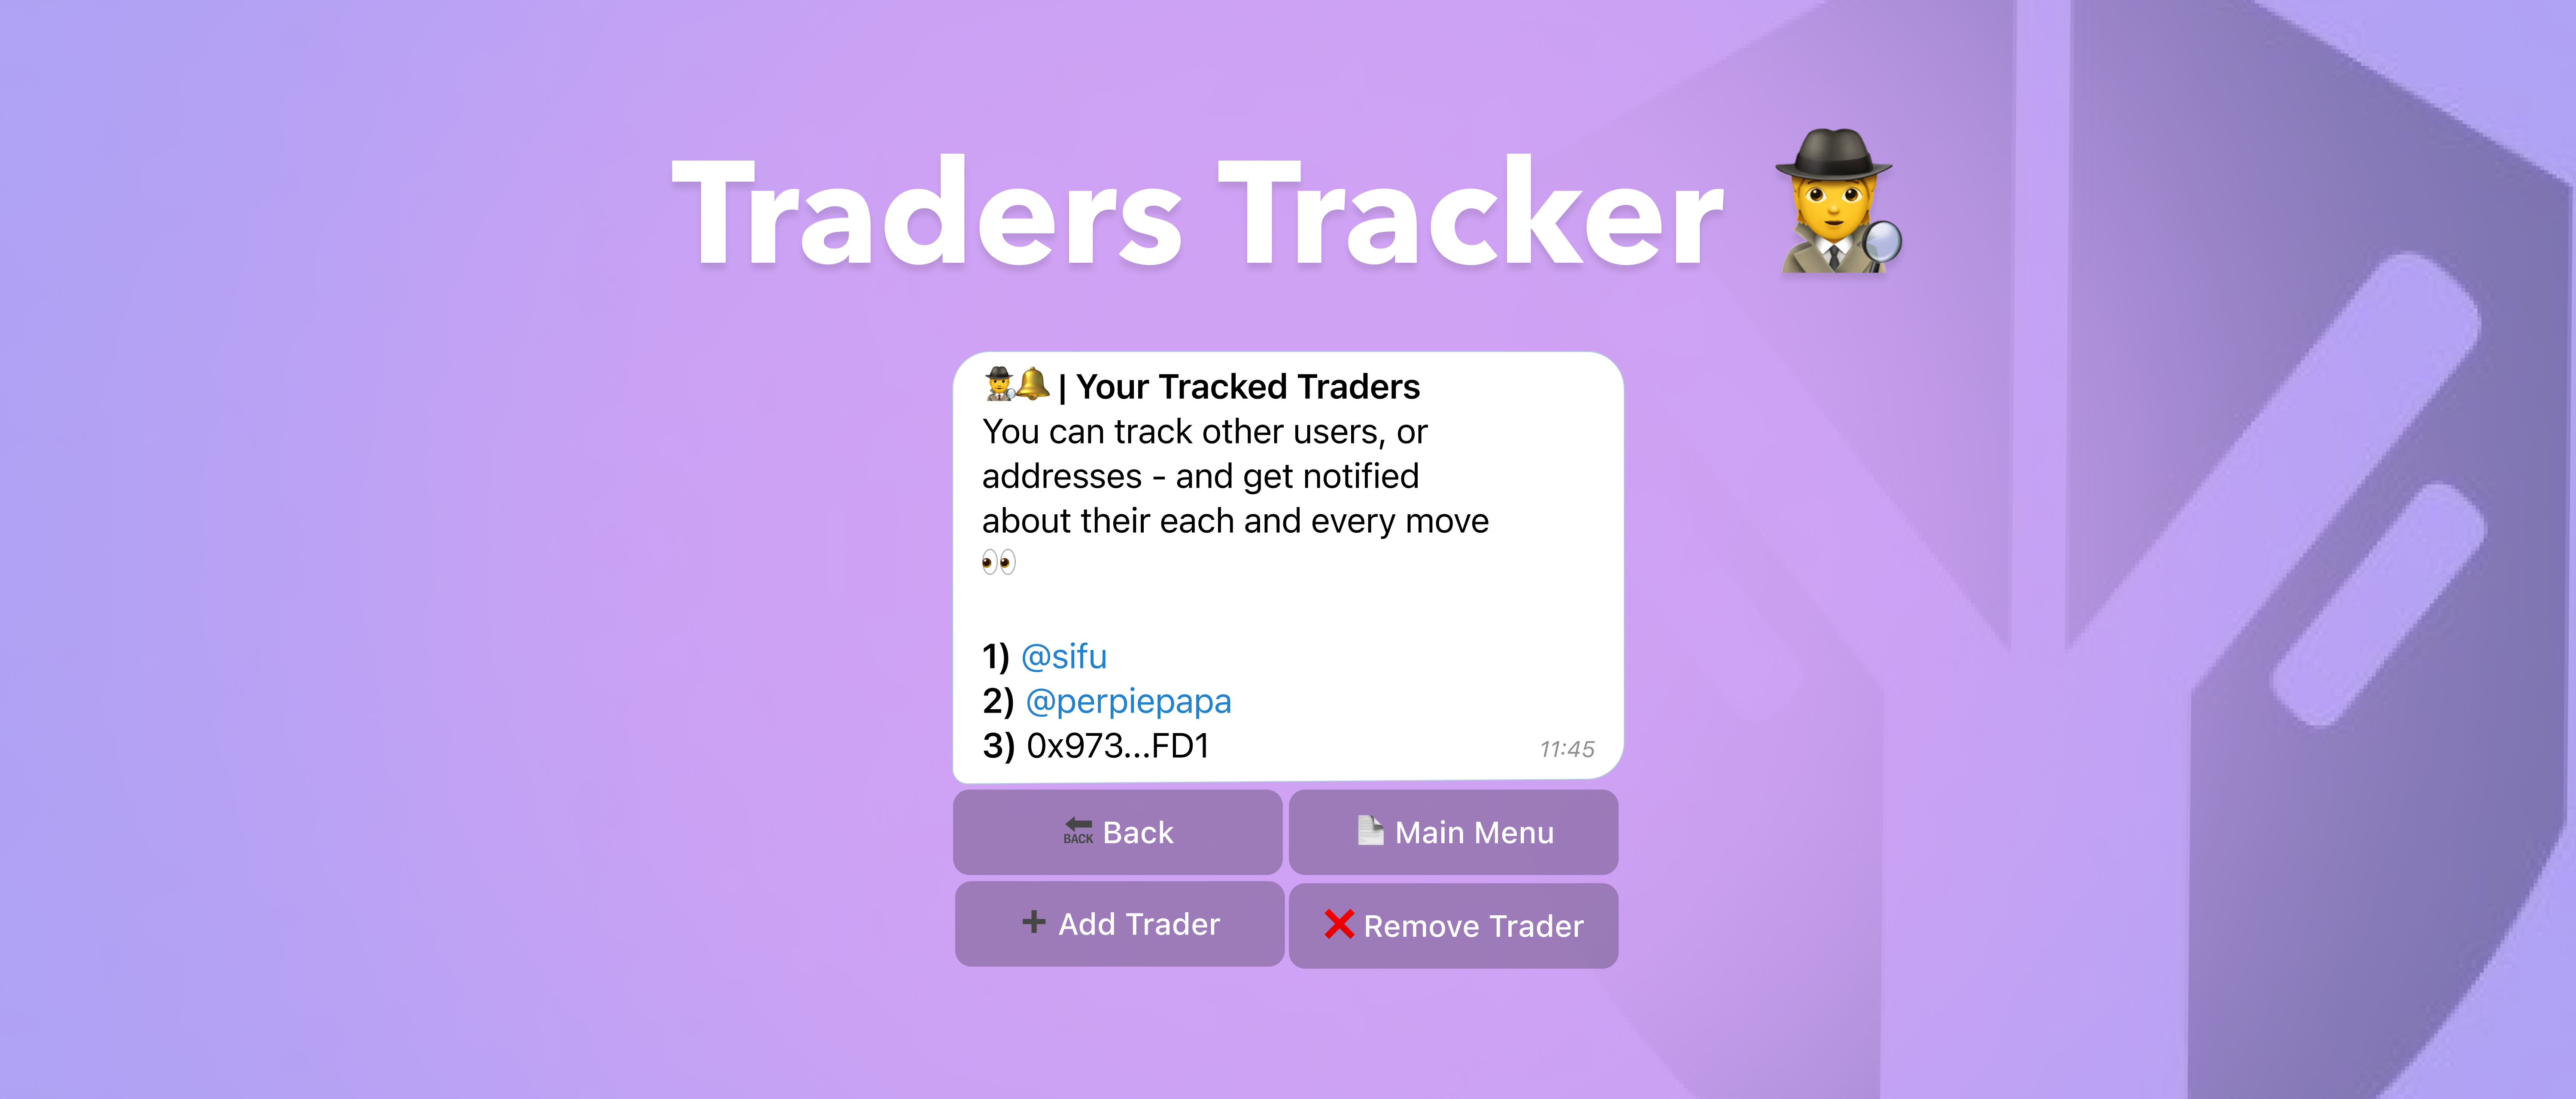 Traders Tracker 🕵️
🕵️🔔 | Your Tracked Traders
You can track other users, or
addresses - and get notified
about their each and every move
👀
1) @sifu
2) @perpiepapa
3) 0x973...FD1
11:45
🔙 Back
📄 Main Menu
➕ Add Trader
❌ Remove Trader